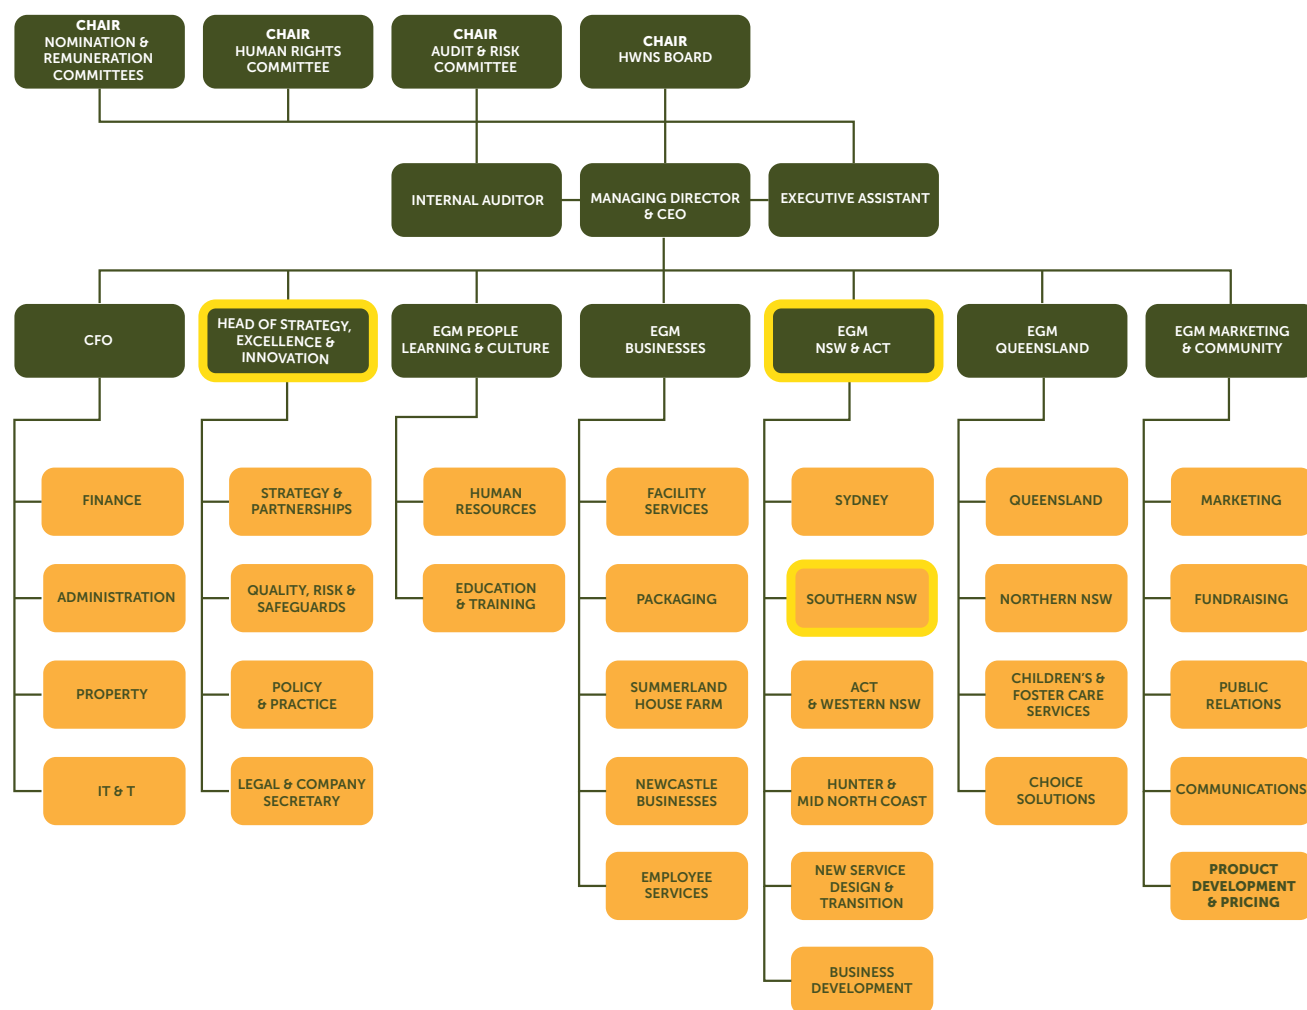 CHAIR
NOMINATION &
REMUNERATION
COMMITTEES
CHAIR
HUMAN RIGHTS
COMMITTEE
CHAIR
AUDIT & RISK
COMMITTEE
CHAIR
HWNS BOARD
INTERNAL AUDITOR
MANAGING DIRECTOR
& CEO
EXECUTIVE ASSISTANT
CFO
HEAD OF STRATEGY,
EXCELLENCE &
INNOVATION
EGM PEOPLE
LEARNING & CULTURE
EGM
BUSINESSES
EGM
NSW & ACT
EGM
QUEENSLAND
EGM MARKETING
& COMMUNITY
FINANCE
STRATEGY &
PARTNERSHIPS
HUMAN
RESOURCES
FACILITY
SERVICES
SYDNEY
QUEENSLAND
MARKETING
ADMINISTRATION
QUALITY, RISK &
SAFEGUARDS
EDUCATION
& TRAINING
PACKAGING
SOUTHERN NSW
NORTHERN NSW
FUNDRAISING
PROPERTY
POLICY
& PRACTICE
SUMMERLAND
HOUSE FARM
ACT
& WESTERN NSW
CHILDREN'S &
FOSTER CARE
SERVICES
PUBLIC
RELATIONS
IT & T
LEGAL & COMPANY
SECRETARY
NEWCASTLE
BUSINESSES
HUNTER &
MID NORTH COAST
CHOICE
SOLUTIONS
COMMUNICATIONS
EMPLOYEE
SERVICES
NEW SERVICE
DESIGN &
TRANSITION
PRODUCT
DEVELOPMENT
& PRICING
BUSINESS
DEVELOPMENT